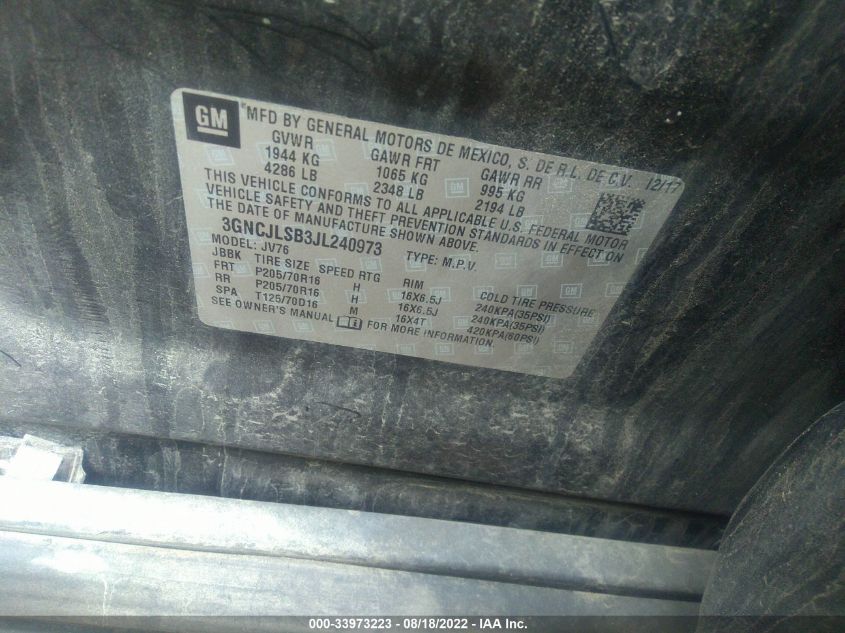 GM
MFD BY GENERAL MOTORS DE MEXICO, S. DE R.L. DE C.V. 12/17
GVWR GAWR FRT GAWR RR
1944 KG 1065 KG 995 KG
4286 LB 2348 LB 2194 LB
THIS VEHICLE CONFORMS TO ALL APPLICABLE U.S. FEDERAL MOTOR
VEHICLE SAFETY AND THEFT PREVENTION STANDARDS IN EFFECT ON
THE DATE OF MANUFACTURE SHOWN ABOVE.
3GNCJLSB3JL240973 TYPE: M.P.V.
MODEL: JV76
JBBK TIRE SIZE SPEED RTG RIM COLD TIRE PRESSURE
FRT P205/70R16 H 16X6.5J 240KPA(35PSI)
RR P205/70R16 H 16X6.5J 240KPA(35PSI)
SPA T125/70D16 M 16X4T 420KPA(60PSI)
SEE OWNER'S MANUAL FOR MORE INFORMATION.
000-33973223 - 08/18/2022 - IAA Inc.